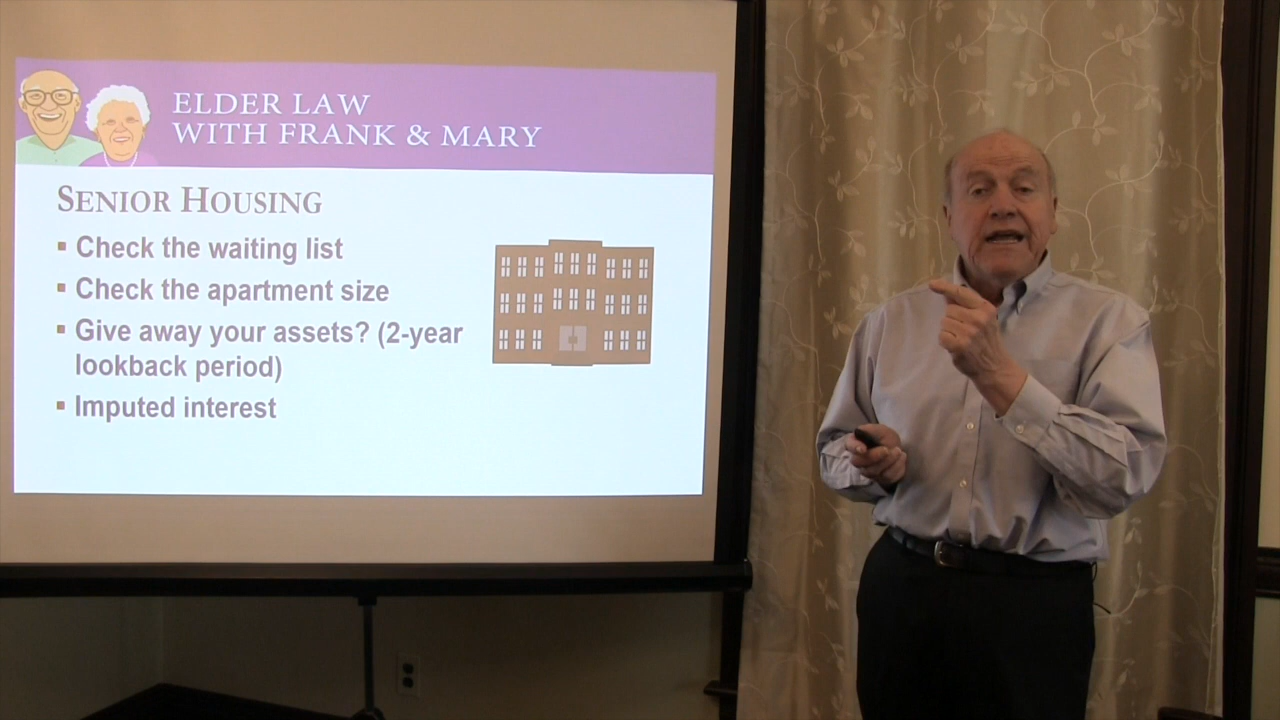 ELDER LAW
WITH FRANK & MARY
SENIOR HOUSING
▪ Check the waiting list
▪ Check the apartment size
▪ Give away your assets? (2-year
lookback period)
▪ Imputed interest